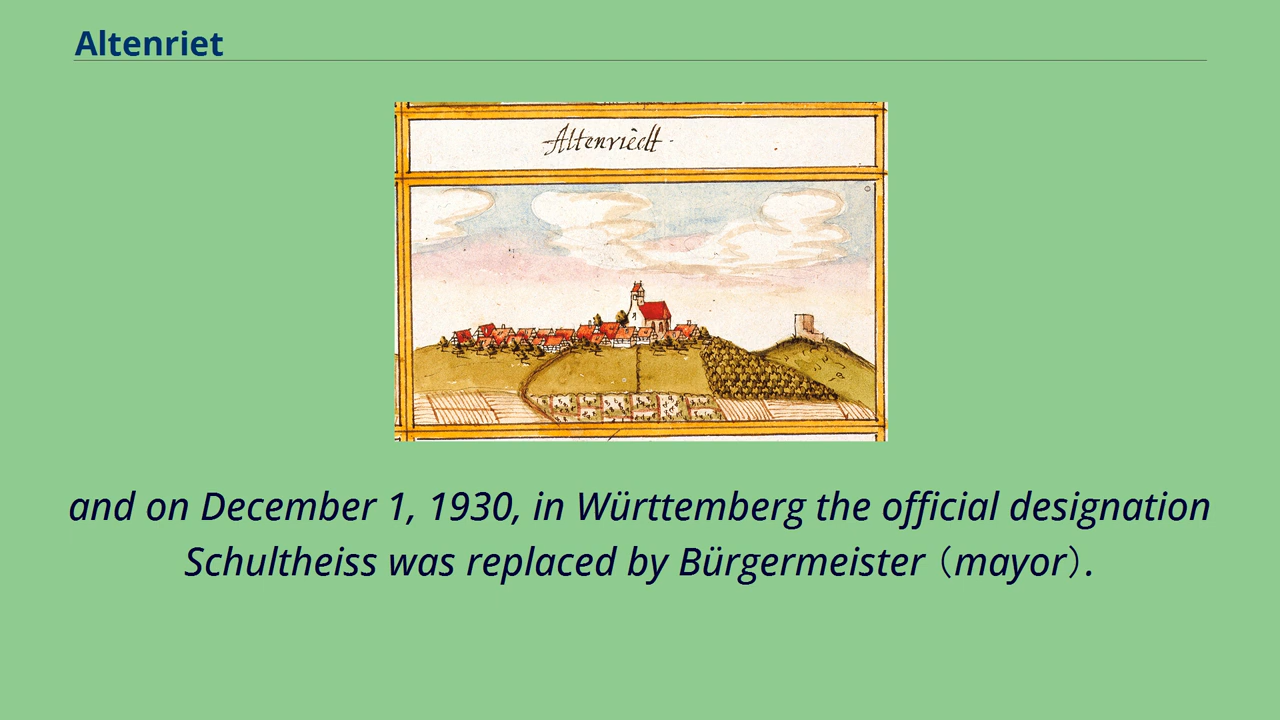 Altenriet
Altenriedt.
and on December 1, 1930, in Württemberg the official designation
Schultheiss was replaced by Bürgermeister（mayor）.